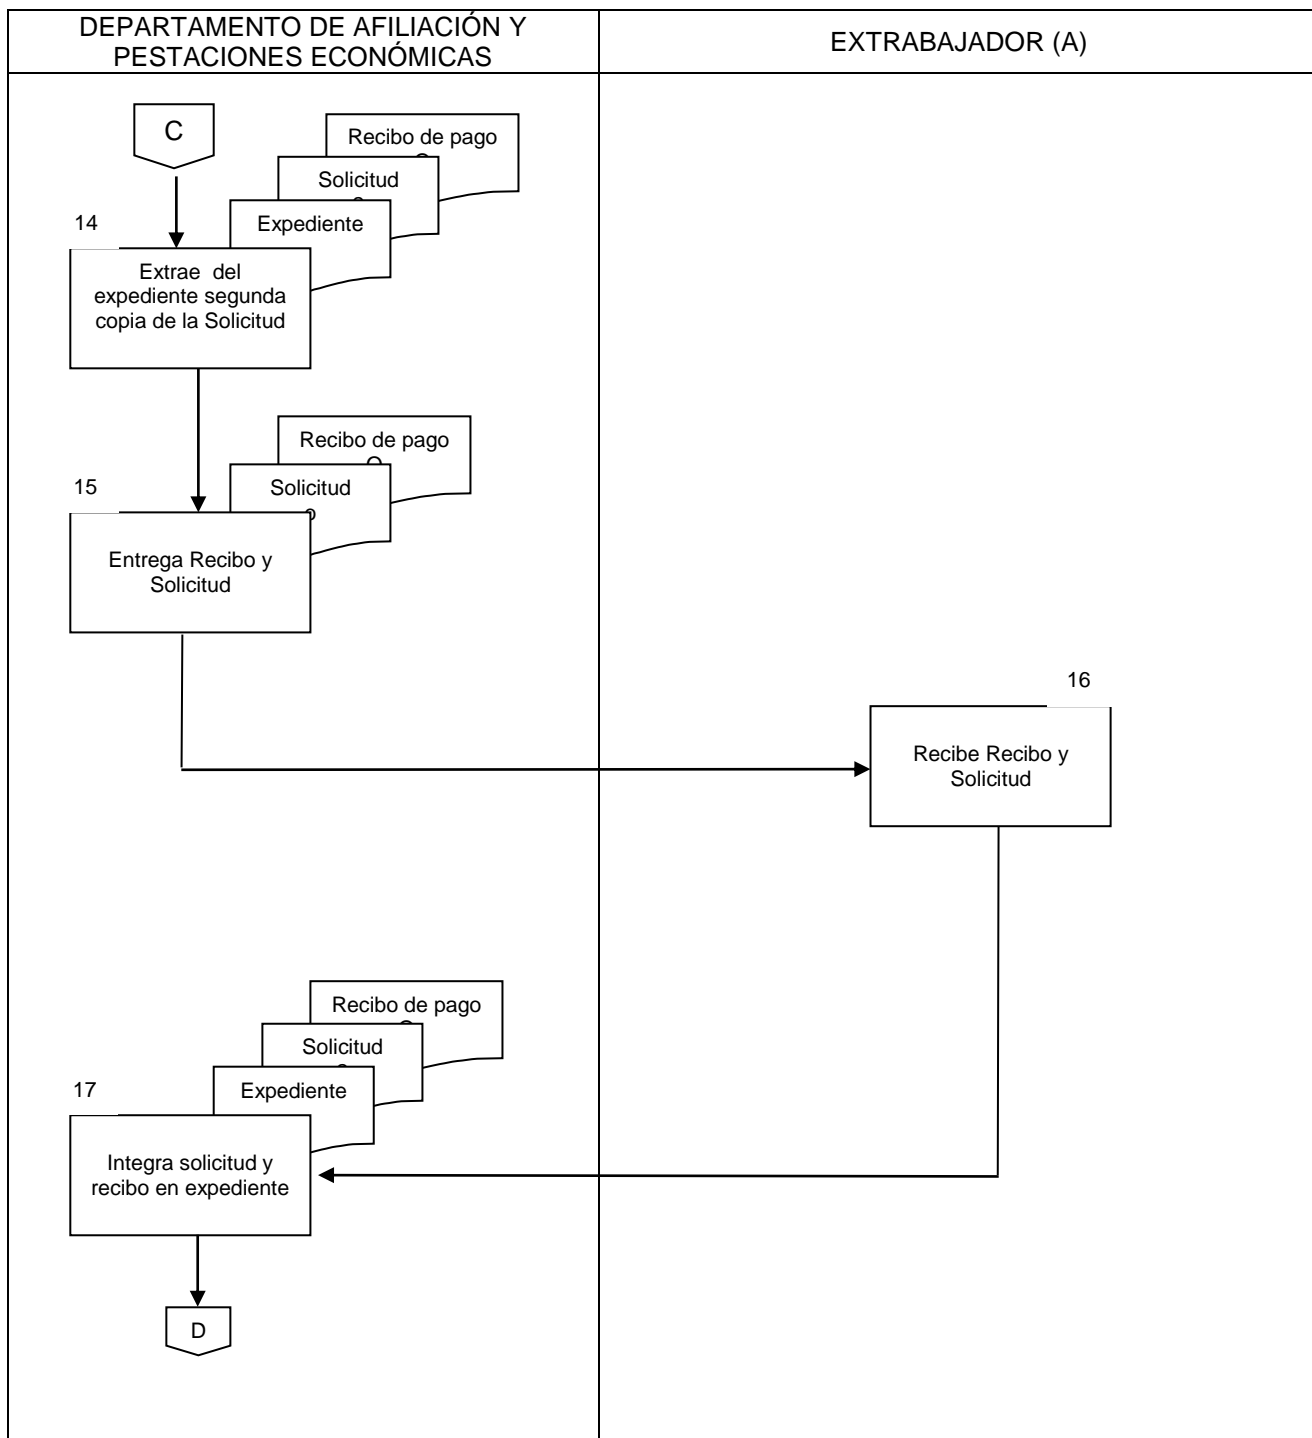 DEPARTAMENTO DE AFILIACIÓN Y
PESTACIONES ECONÓMICAS
EXTRABAJADOR (A)
C
Recibo de pago
Solicitud
Expediente
14
Extrae del
expediente segunda
copia de la Solicitud
Recibo de pago
Solicitud
15
Entrega Recibo y
Solicitud
16
Recibe Recibo y
Solicitud
Recibo de pago
Solicitud
Expediente
17
Integra solicitud y
recibo en expediente
D